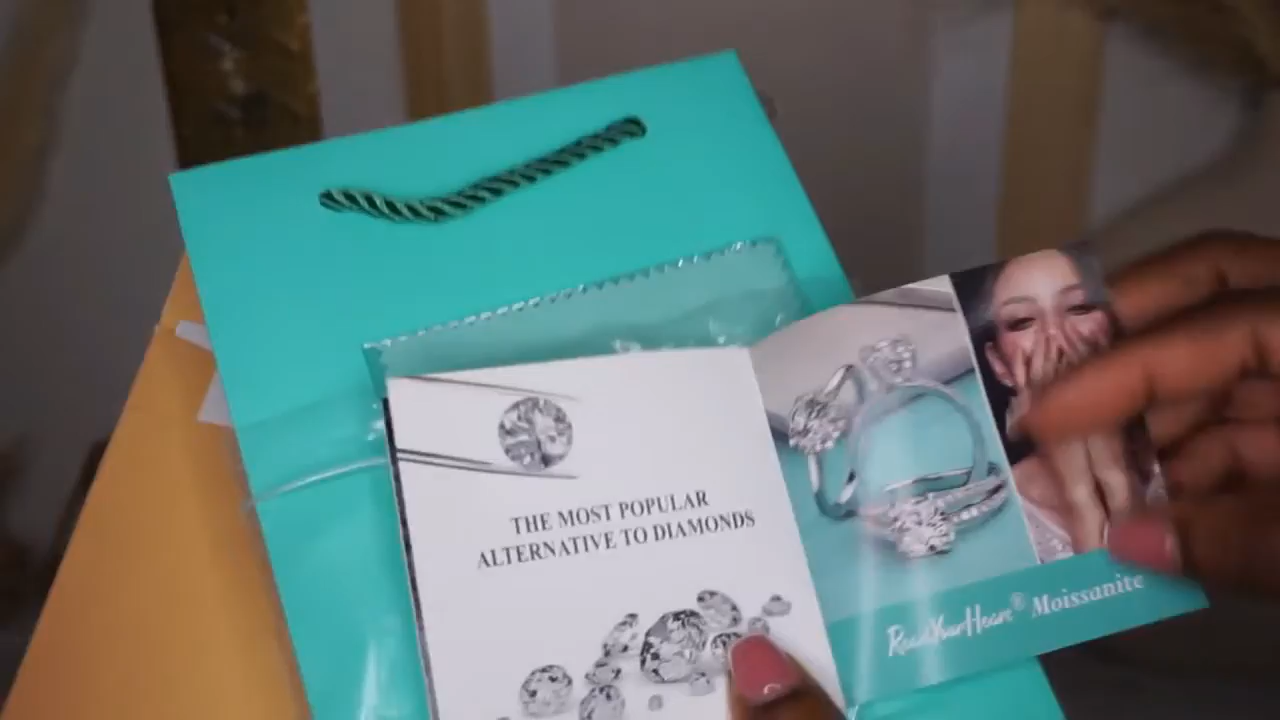 THE MOST POPULAR
ALTERNATIVE TO DIAMONDS
ReadYourHeart® Moissanite